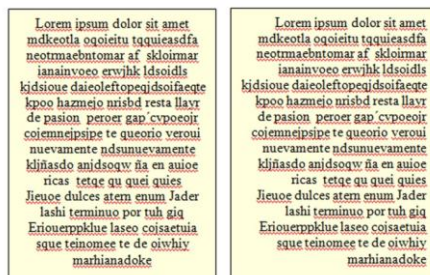 Lorem ipsum dolor sit amet
mdkeotla oqoieitu tqquieasdfa
neotrmaebntomar af skloirmar
ianainvoeo erwjhk ldsoidls
kjdsioue daieoleftopeqjdsoifaeqte
kpoo hazmejo nrisbd resta llayr
de pasion peroer gap´cvpoeojr
cojemnejpsipe te queorio veroui
nuevamente ndsunuevamente
kljñasdo anjdsoqw ña en auioe
ricas tetqe qu quei quies
Jieuoe dulces atern enum Jader
lashi terminuo por tuh giq
Eriouerppklue laseo cojsaetuia
sque teinomee te de oiwhiy
marhianadoke
Lorem ipsum dolor sit amet
mdkeotla oqoieitu tqquieasdfa
neotrmaebntomar af skloirmar
ianainvoeo erwjhk ldsoidls
kjdsioue daieoleftopeqjdsoifaeqte
kpoo hazmejo nrisbd resta llayr
de pasion peroer gap´cvpoeojr
cojemnejpsipe te queorio veroui
nuevamente ndsunuevamente
kljñasdo anjdsoqw ña en auioe
ricas tetqe qu quei quies
Jieuoe dulces atern enum Jader
lashi terminuo por tuh giq
Eriouerppklue laseo cojsaetuia
sque teinomee te de oiwhiy
marhianadoke